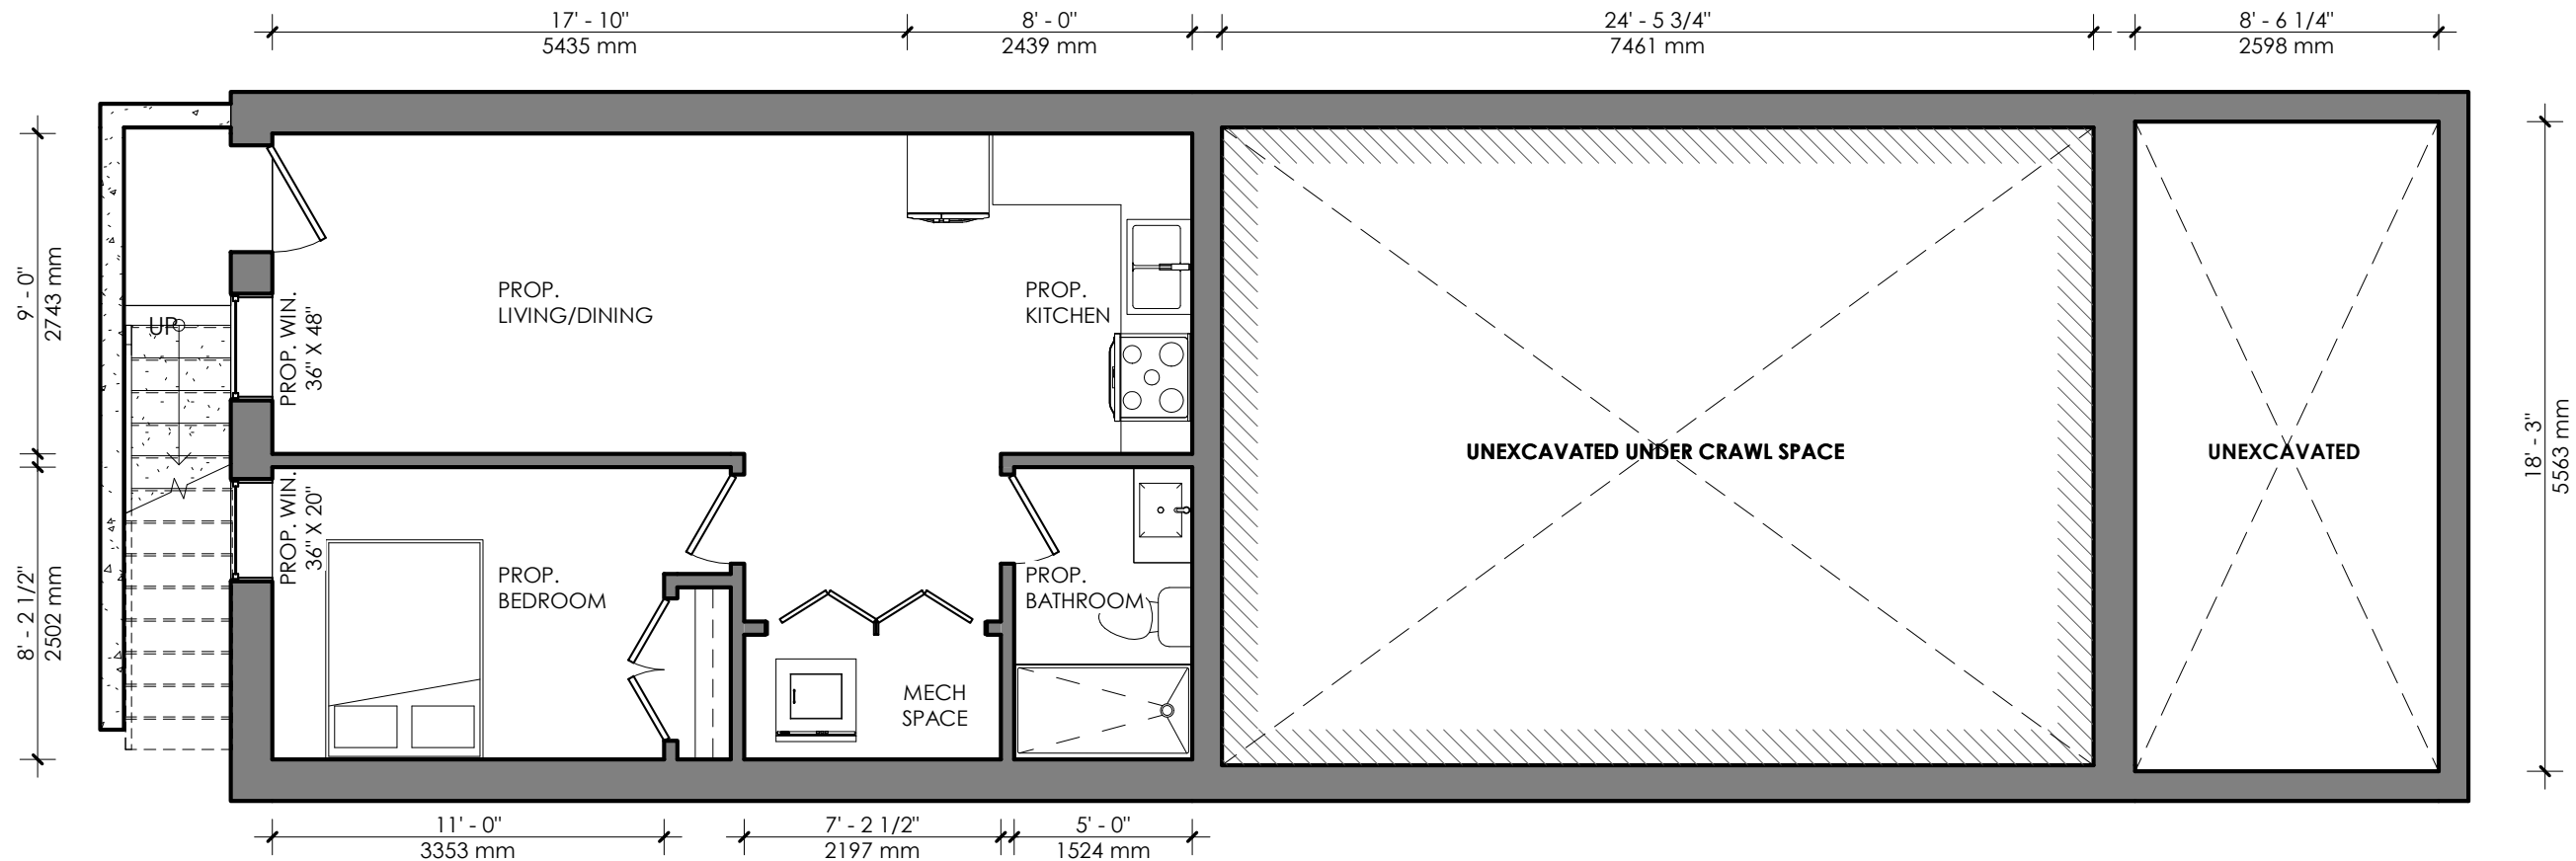 17' - 10"
5435 mm
8' - 0"
2439 mm
24' - 5 3/4"
7461 mm
8' - 6 1/4"
2598 mm
9' - 0"
2743 mm
8' - 2 1/2"
2502 mm
UP
PROP. WIN.
36" X 48"
PROP. WIN.
36" X 20"
PROP.
LIVING/DINING
PROP.
KITCHEN
PROP.
BEDROOM
PROP.
BATHROOM
MECH
SPACE
UNEXCAVATED UNDER CRAWL SPACE
UNEXCAVATED
18' - 3"
5563 mm
11' - 0"
3353 mm
7' - 2 1/2"
2197 mm
5' - 0"
1524 mm